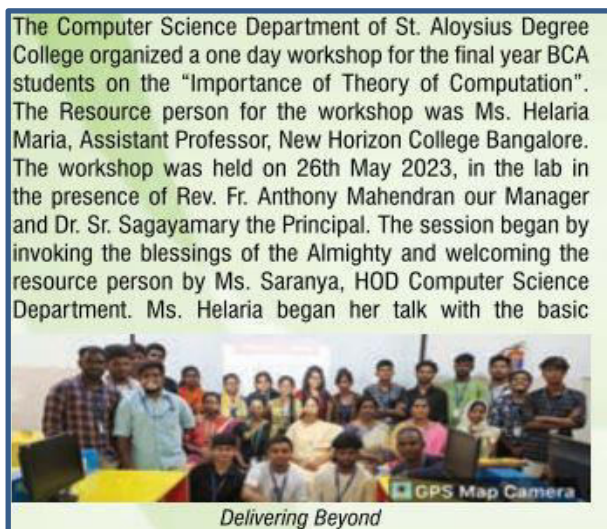 The Computer Science Department of St. Aloysius Degree
College organized a one day workshop for the final year BCA
students on the “Importance of Theory of Computation”.
The Resource person for the workshop was Ms. Helaria
Maria, Assistant Professor, New Horizon College Bangalore.
The workshop was held on 26th May 2023, in the lab in
the presence of Rev. Fr. Anthony Mahendran our Manager
and Dr. Sr. Sagayamary the Principal. The session began by
invoking the blessings of the Almighty and welcoming the
resource person by Ms. Saranya, HOD Computer Science
Department. Ms. Helaria began her talk with the basic
GPS Map Camera
Delivering Beyond